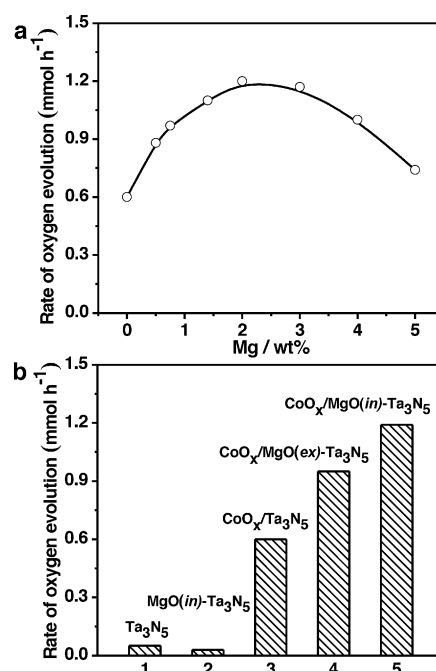 a
Rate of oxygen evolution (mmol h⁻¹)
1.5
1.2
0.9
0.6
0.3
0.0
0 1 2 3 4 5
Mg / wt%
b
Rate of oxygen evolution (mmol h⁻¹)
1.5
1.2
0.9
0.6
0.3
0.0
CoOₓ/MgO(in)-Ta₃N₅
CoOₓ/MgO(ex)-Ta₃N₅
CoOₓ/Ta₃N₅
MgO(in)-Ta₃N₅
Ta₃N₅
1 2 3 4 5